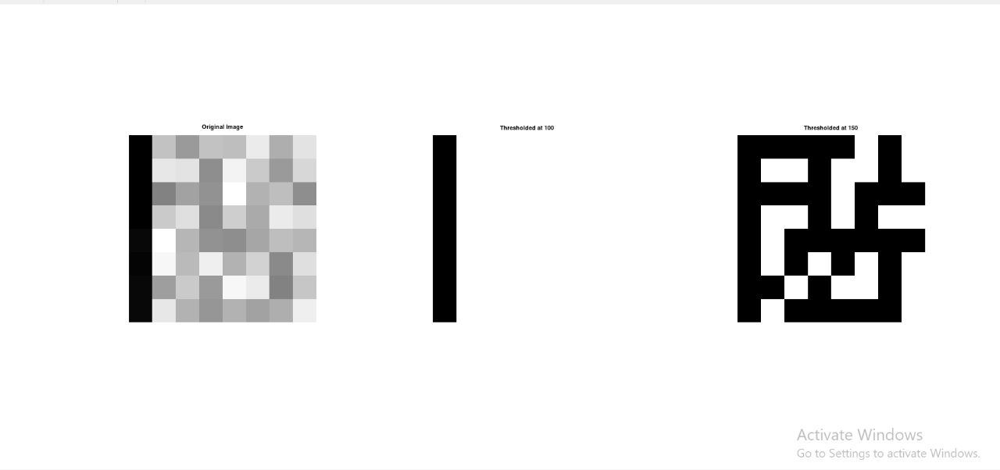 Original Image
Thresholded at 100
Thresholded at 150
Activate Windows
Go to Settings to activate Windows.